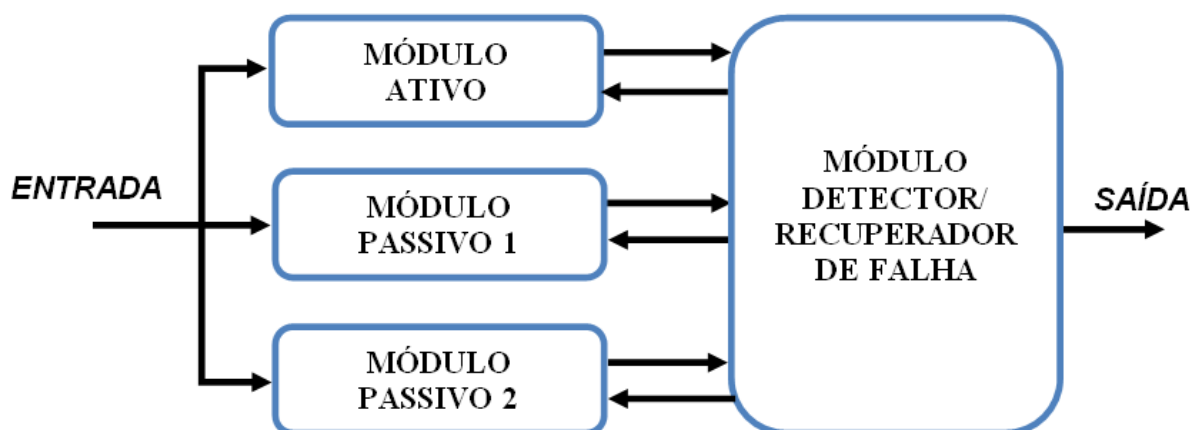 MÓDULO
ATIVO
ENTRADA
MÓDULO
PASSIVO 1
MÓDULO
PASSIVO 2
MÓDULO
DETECTOR/
RECUPERADOR
DE FALHA
SAÍDA